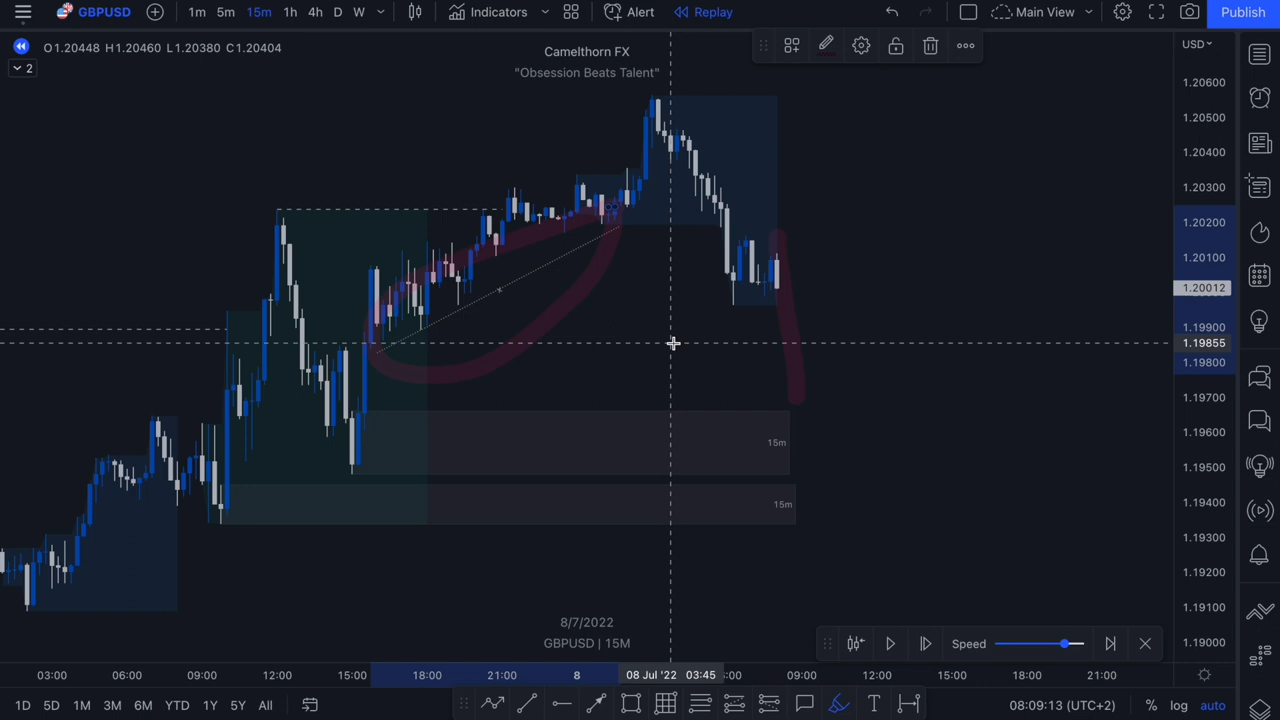 GBPUSD 1m 5m 15m 1h 4h D W Indicators Alert Replay Main View Publish
O1.20448 H1.20460 L1.20380 C1.20404
2
Camelthorn FX
"Obsession Beats Talent"
USD
1.20600
1.20500
1.20400
1.20300
1.20200
1.20100
1.20012
1.19900
1.19855
1.19800
1.19700
1.19600
1.19500
1.19400
1.19300
1.19200
1.19100
1.19000
15m
15m
8/7/2022
GBPUSD | 15M
Speed
03:00 06:00 09:00 12:00 15:00 18:00 21:00 8 08 Jul '22 03:45 :00 09:00 12:00 15:00 18:00 21:00
1D 5D 1M 3M 6M YTD 1Y 5Y All T 08:09:13 (UTC+2) % log auto